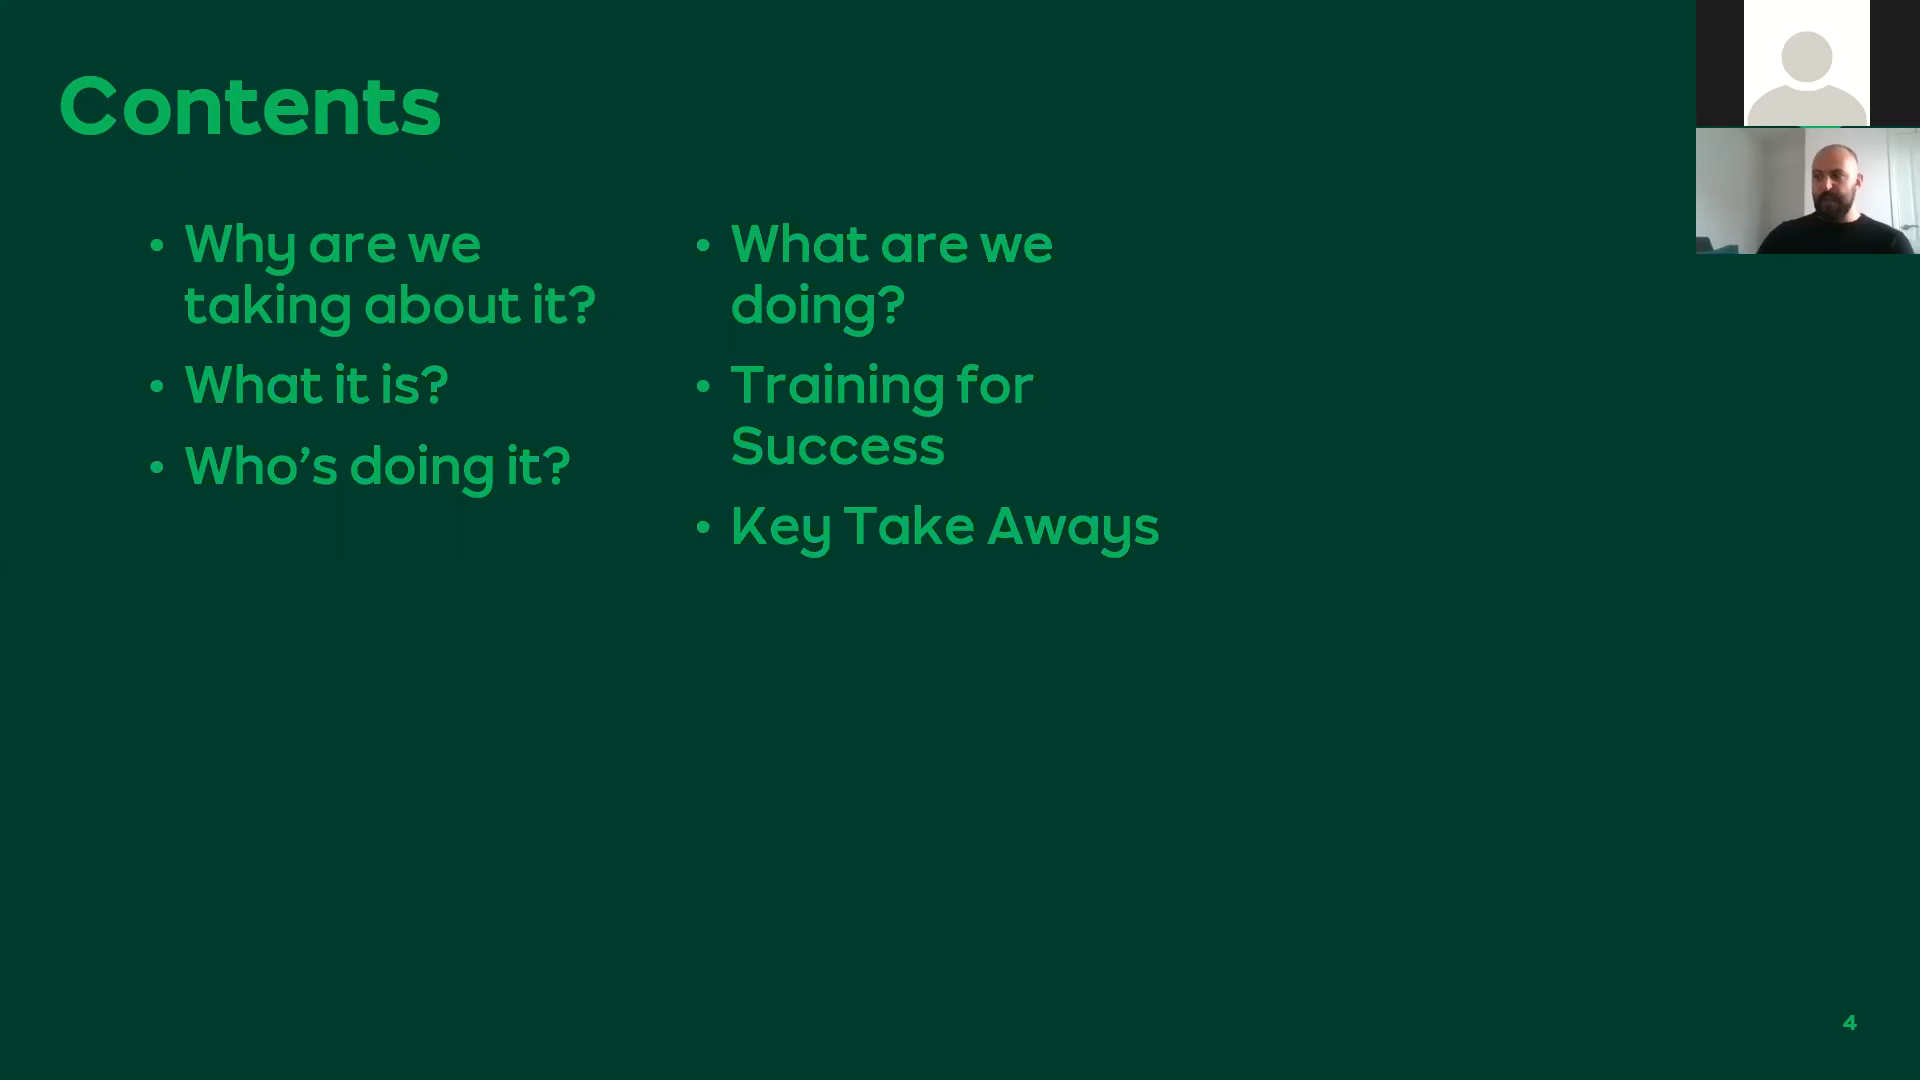 Contents
• Why are we
taking about it?
• What it is?
• Who’s doing it?
• What are we
doing?
• Training for
Success
• Key Take Aways
4